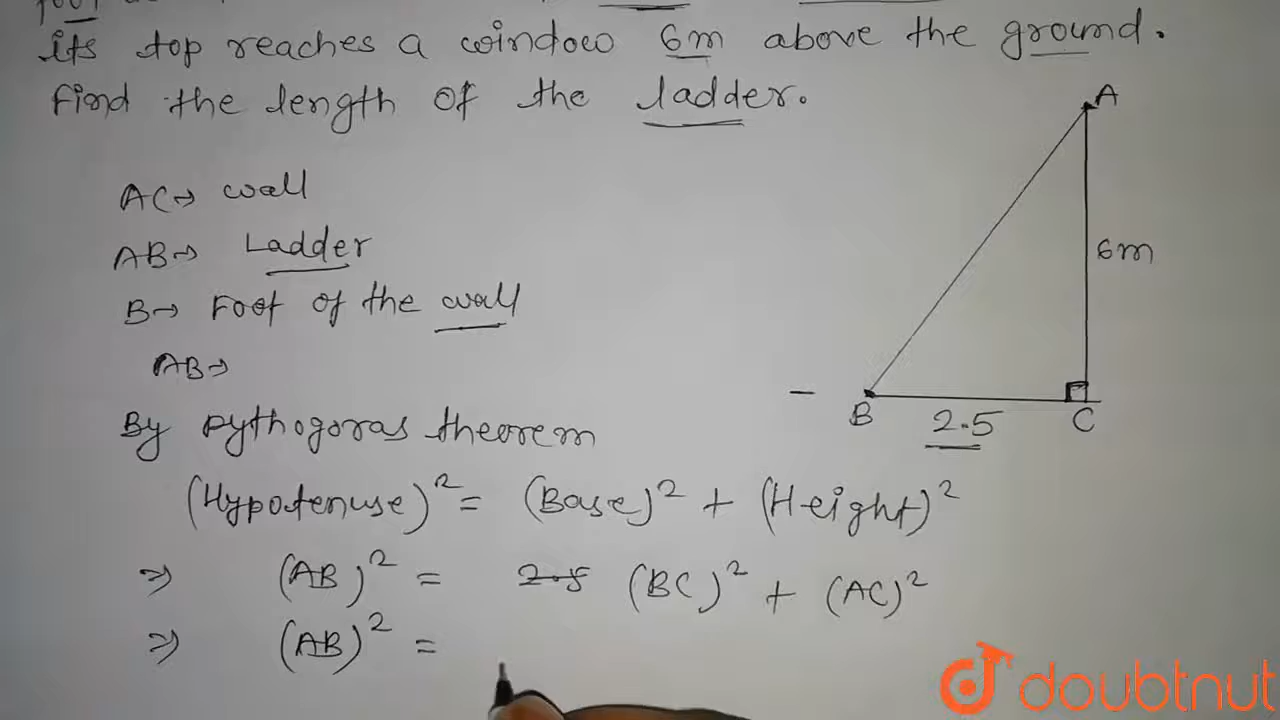 its top reaches a window 6m above the ground.
Find the length of the ladder.
A
AC→ wall
AB→ Ladder
6m
B→ Foot of the wall
AB→
B 2.5 C
By pythogoras theorem
(Hypotenuse)² = (Base)² + (Height)²
⇒ (AB)² = 2.5 (BC)² + (AC)²
⇒ (AB)² =
doubtnut